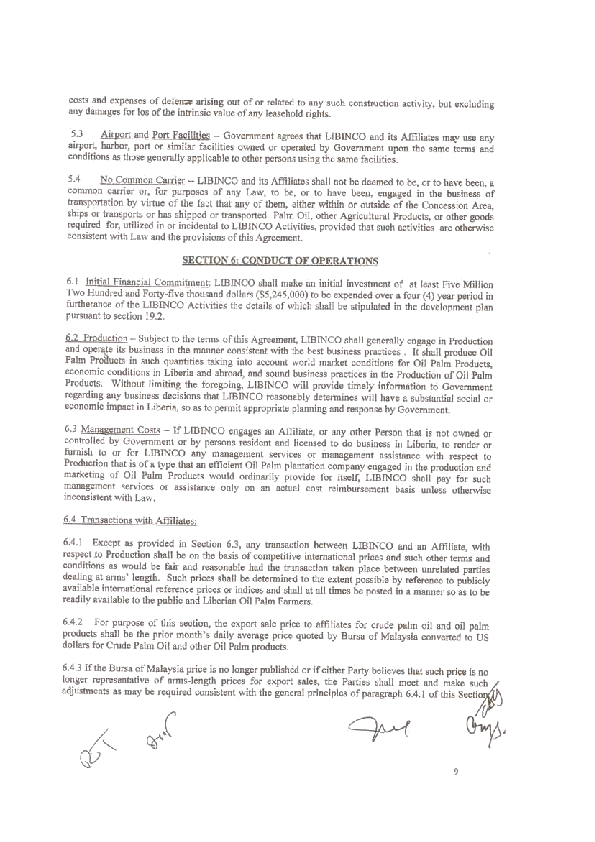 costs and expenses of defense arising out of or related to any such construction activity, but excluding
any damages for los of the intrinsic value of any leasehold rights.
5.3 Airport and Port Facilities – Government agrees that LIBINCO and its Affiliates may use any
airport, harbor, port or similar facilities owned or operated by Government upon the same terms and
conditions as those generally applicable to other persons using the same facilities.
5.4 No Common Carrier -- LIBINCO and its Affiliates shall not be deemed to be, or to have been, a
common carrier or, for purposes of any Law, to be, or to have been, engaged in the business of
transportation by virtue of the fact that any of them, either within or outside of the Concession Area,
ships or transports or has shipped or transported Palm Oil, other Agricultural Products, or other goods
required for, utilized in or incidental to LIBINCO Activities, provided that such activities are otherwise
consistent with Law and the provisions of this Agreement.
SECTION 6: CONDUCT OF OPERATIONS
6.1 Initial Financial Commitment: LIBINCO shall make an initial investment of at least Five Million
Two Hundred and Forty-five thousand dollars ($5,245,000) to be expended over a four (4) year period in
furtherance of the LIBINCO Activities the details of which shall be stipulated in the development plan
pursuant to section 19.2.
6.2 Production – Subject to the terms of this Agreement, LIBINCO shall generally engage in Production
and operate its business in the manner consistent with the best business practices . It shall produce Oil
Palm Products in such quantities taking into account world market conditions for Oil Palm Products,
economic conditions in Liberia and abroad, and sound business practices in the Production of Oil Palm
Products. Without limiting the foregoing, LIBINCO will provide timely information to Government
regarding any business decisions that LIBINCO reasonably determines will have a substantial social or
economic impact in Liberia, so as to permit appropriate planning and response by Government.
6.3 Management Costs – If LIBINCO engages an Affiliate, or any other Person that is not owned or
controlled by Government or by persons resident and licensed to do business in Liberia, to render or
furnish to or for LIBINCO any management services or management assistance with respect to
Production that is of a type that an efficient Oil Palm plantation company engaged in the production and
marketing of Oil Palm Products would ordinarily provide for itself, LIBINCO shall pay for such
management services or assistance only on an actual cost reimbursement basis unless otherwise
inconsistent with Law.
6.4 Transactions with Affiliates:
6.4.1 Except as provided in Section 6.3, any transaction between LIBINCO and an Affiliate, with
respect to Production shall be on the basis of competitive international prices and such other terms and
conditions as would be fair and reasonable had the transaction taken place between unrelated parties
dealing at arms' length. Such prices shall be determined to the extent possible by reference to publicly
available international reference prices or indices and shall at all times be posted in a manner so as to be
readily available to the public and Liberian Oil Palm Farmers.
6.4.2 For purpose of this section, the export sale price to affiliates for crude palm oil and oil palm
products shall be the prior month's daily average price quoted by Bursa of Malaysia converted to US
dollars for Crude Palm Oil and other Oil Palm products.
6.4.3 If the Bursa of Malaysia price is no longer published or if either Party believes that such price is no
longer representative of arms-length prices for export sales, the Parties shall meet and make such
adjustments as may be required consistent with the general principles of paragraph 6.4.1 of this Section
9